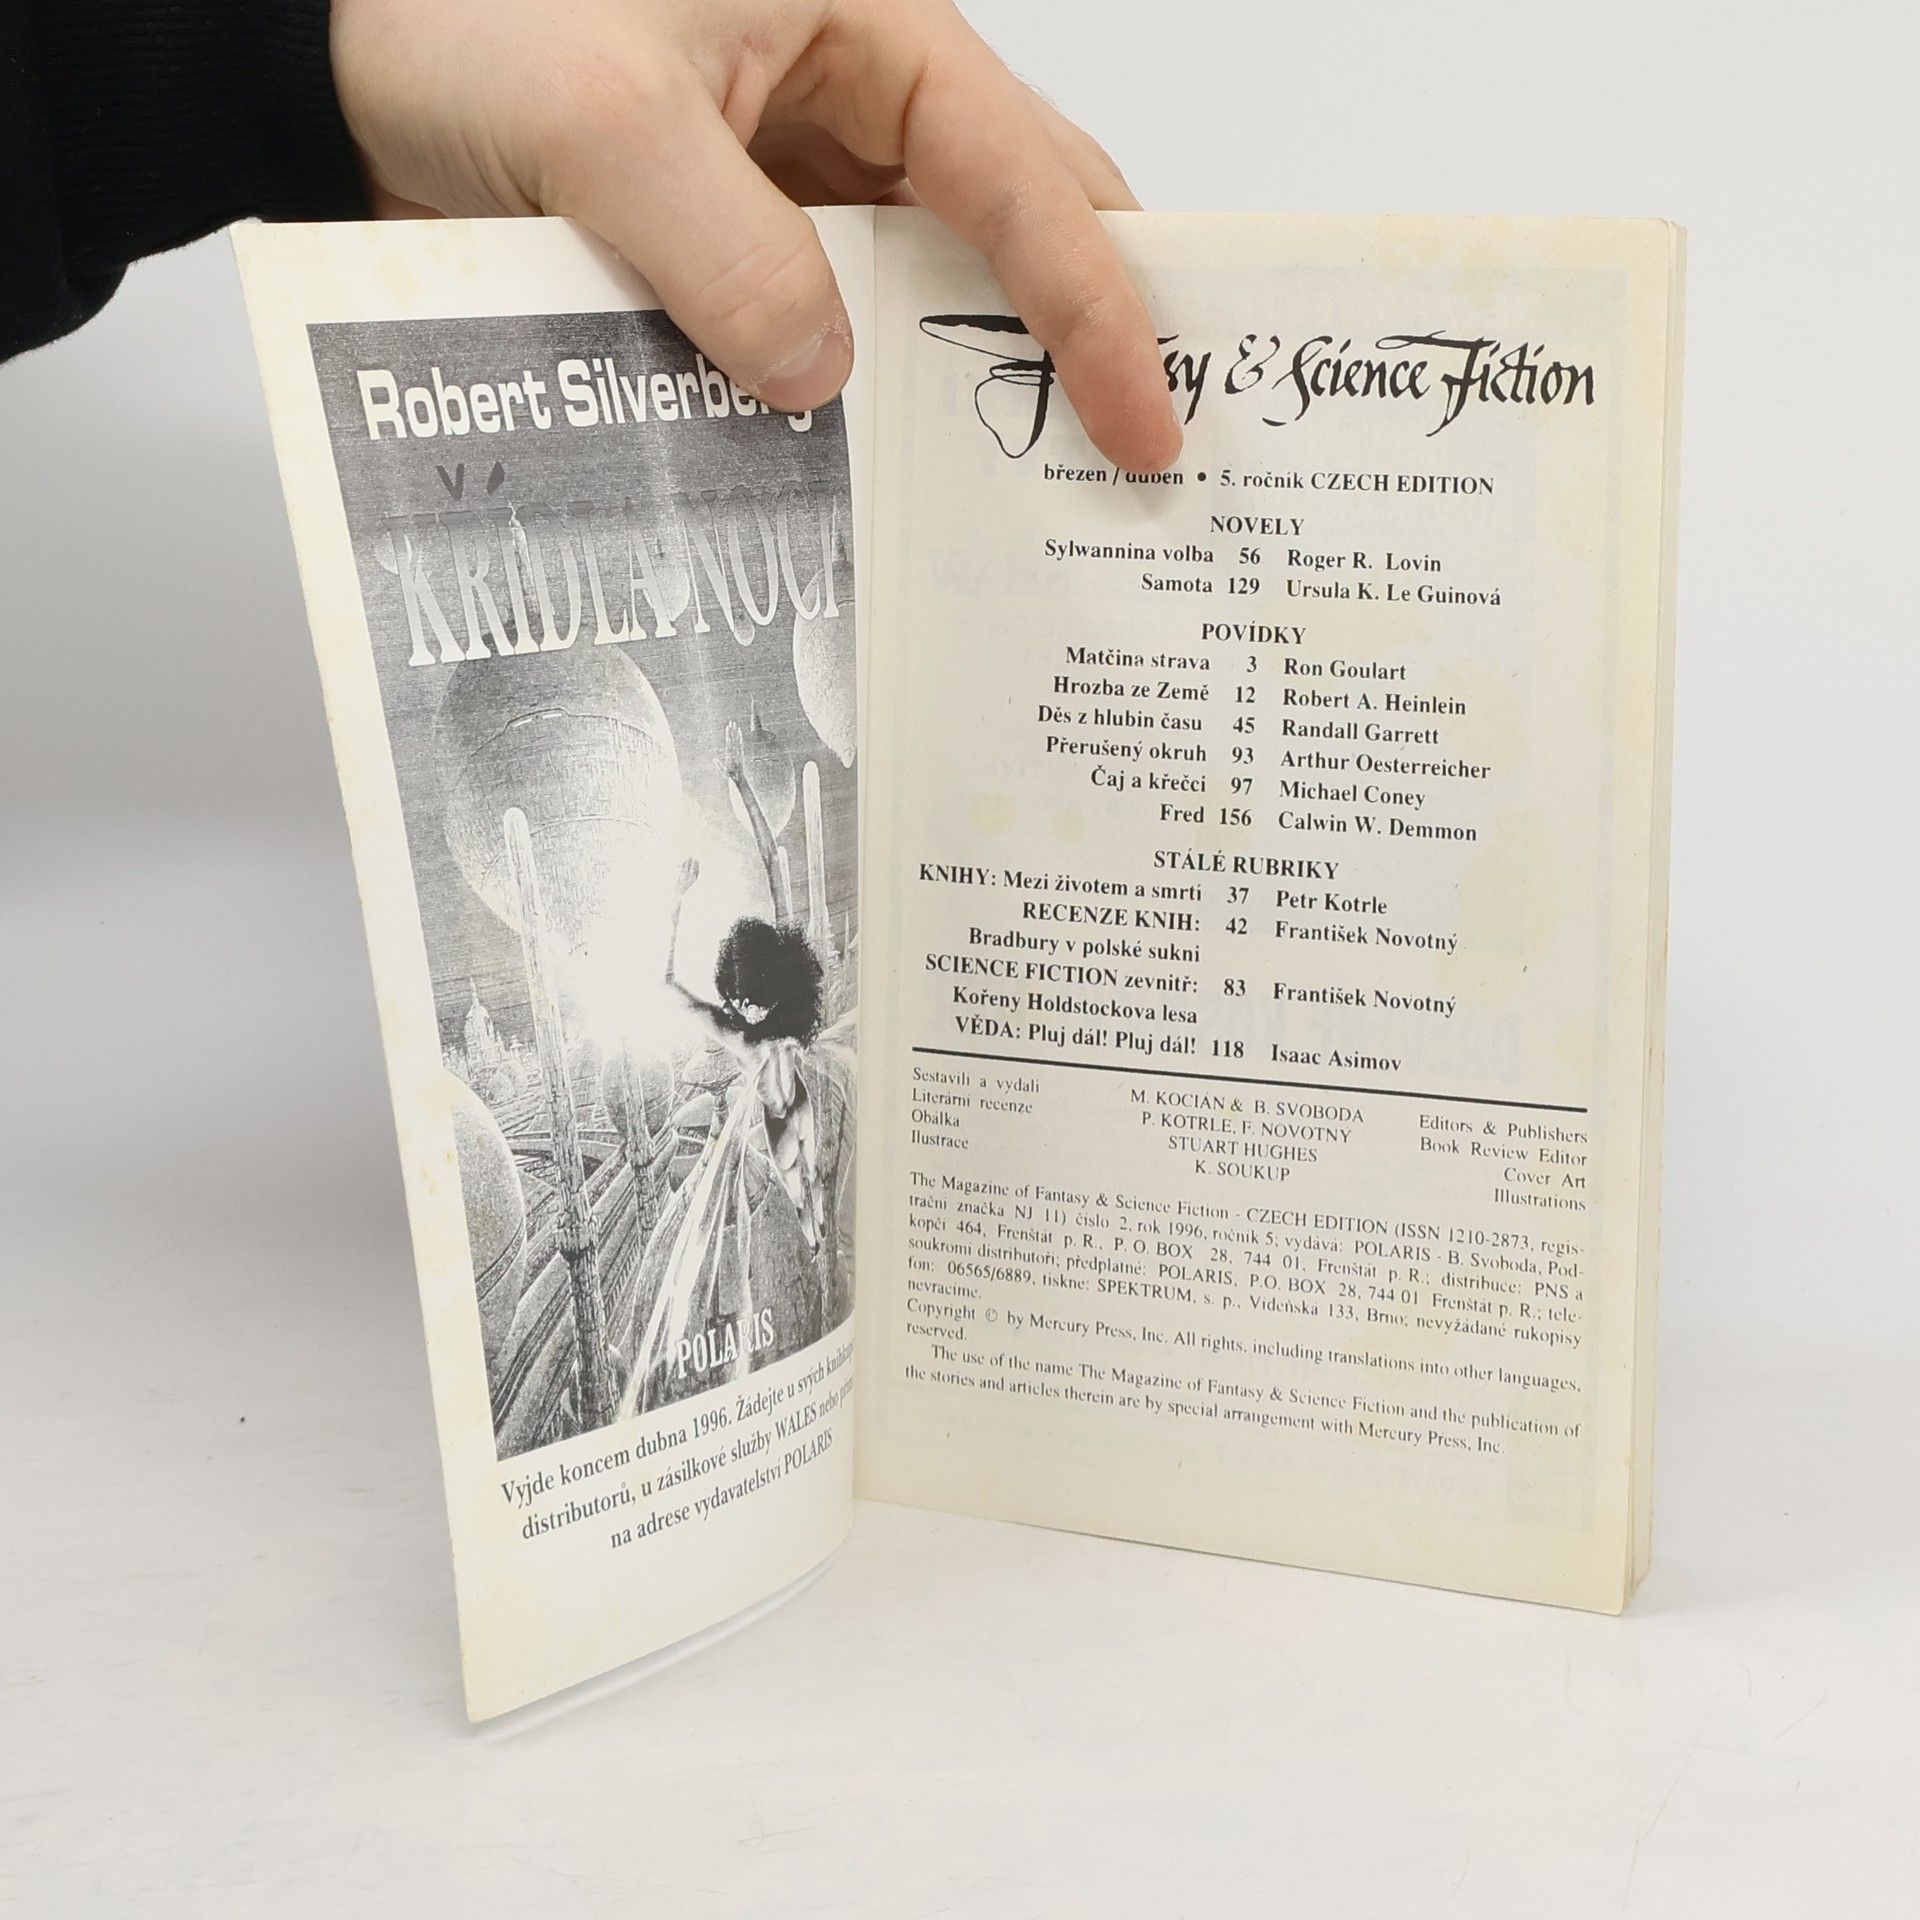 Robert Silverberg
KŘÍDLA NOCI
POLARIS
Vyjde koncem dubna 1996. Žádejte u svých
distributorů, u zásilkové služby WALES nebo
na adrese vydavatelství POLARIS
& Science Fiction
březen / duben • 5. ročník CZECH EDITION
NOVELY
Sylwannina volba 56 Roger R. Lovin
Samota 129 Ursula K. Le Guinová
POVÍDKY
Matčina strava 3 Ron Goulart
Hrozba ze Země 12 Robert A. Heinlein
Děs z hlubin času 45 Randall Garrett
Přerušený okruh 93 Arthur Oesterreicher
Čaj a křečci 97 Michael Coney
Fred 156 Calwin W. Demmon
STÁLÉ RUBRIKY
KNIHY: Mezi životem a smrtí 37 Petr Kotrle
RECENZE KNIH: 42 František Novotný
Bradbury v polské sukni
SCIENCE FICTION zevnitř: 83 František Novotný
Kořeny Holdstockova lesa
VĚDA: Pluj dál! Pluj dál! 118 Isaac Asimov
Sestavili a vydali M. KOCIÁN & B. SVOBODA Editors & Publishers
Literární recenze P. KOTRLE, F. NOVOTNÝ Book Review Editor
Obálka STUART HUGHES Cover Art
Ilustrace K. SOUKUP Illustrations
The Magazine of Fantasy & Science Fiction - CZECH EDITION (ISSN 1210-2873, regis-
trační značka NJ 11) číslo 2, rok 1996, ročník 5; vydává: POLARIS - B. Svoboda, Pod-
kopčí 464, Frenštát p. R., P. O. BOX 28, 744 01, Frenštát p. R.; distribuce: PNS a
soukromí distributoři; předplatné: POLARIS, P.O. BOX 28, 744 01 Frenštát p. R.; tele-
fon: 06565/6889, tiskne: SPEKTRUM, s. p., Vídeňská 133, Brno; nevyžádané rukopisy
nevracíme.
Copyright © by Mercury Press, Inc. All rights, including translations into other languages,
reserved.
The use of the name The Magazine of Fantasy & Science Fiction and the publication of
the stories and articles therein are by special arrangement with Mercury Press, Inc.